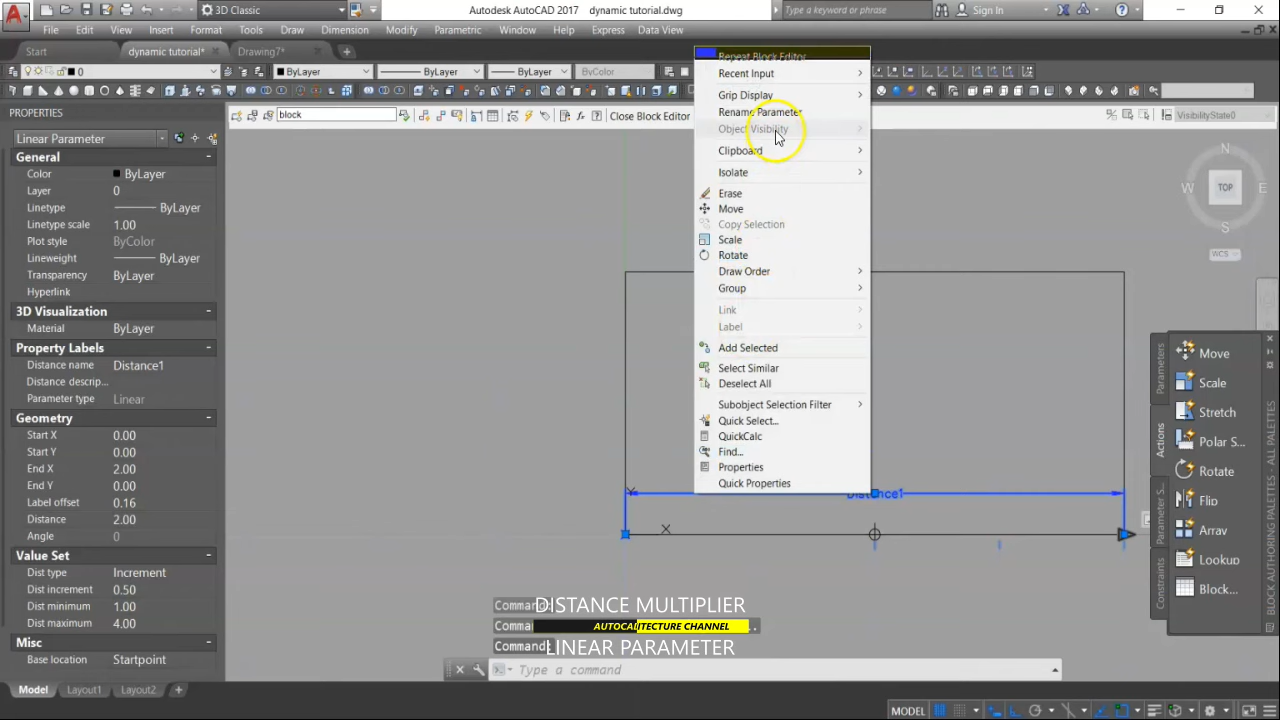 3D Classic
Autodesk AutoCAD 2017 dynamic tutorial.dwg
Type a keyword or phrase
Sign In
File Edit View Insert Format Tools Draw Dimension Modify Parametric Window Help Express Data View
Start
dynamic tutorial*
Drawing7*
0
ByLayer
ByLayer
ByLayer
ByColor
block
Close Block Editor
VisibilityState0
PROPERTIES
Linear Parameter
General
Color ByLayer
Layer 0
Linetype ByLayer
Linetype scale 1.00
Plot style ByColor
Lineweight ByLayer
Transparency ByLayer
Hyperlink
3D Visualization
Material ByLayer
Property Labels
Distance name Distance1
Distance descrip...
Parameter type Linear
Geometry
Start X 0.00
Start Y 0.00
End X 2.00
End Y 0.00
Label offset 0.16
Distance 2.00
Angle 0
Value Set
Dist type Increment
Dist increment 0.50
Dist minimum 1.00
Dist maximum 4.00
Misc
Base location Startpoint
Repeat Block Editor
Recent Input
Grip Display
Rename Parameter
Object Visibility
Clipboard
Isolate
Erase
Move
Copy Selection
Scale
Rotate
Draw Order
Group
Link
Label
Add Selected
Select Similar
Deselect All
Subobject Selection Filter
Quick Select...
QuickCalc
Find...
Properties
Quick Properties
Distance1
N
W TOP E
S
WCS
Parameters
Actions
Parameter S...
Constraints
Move
Scale
Stretch
Polar S...
Rotate
Flip
Array
Lookup
Block...
BLOCK AUTHORING PALETTES - ALL PALETTES
Command:
DISTANCE MULTIPLIER
AUTOCADITECTURE CHANNEL
Command:
LINEAR PARAMETER
Type a command
Model Layout1 Layout2
MODEL